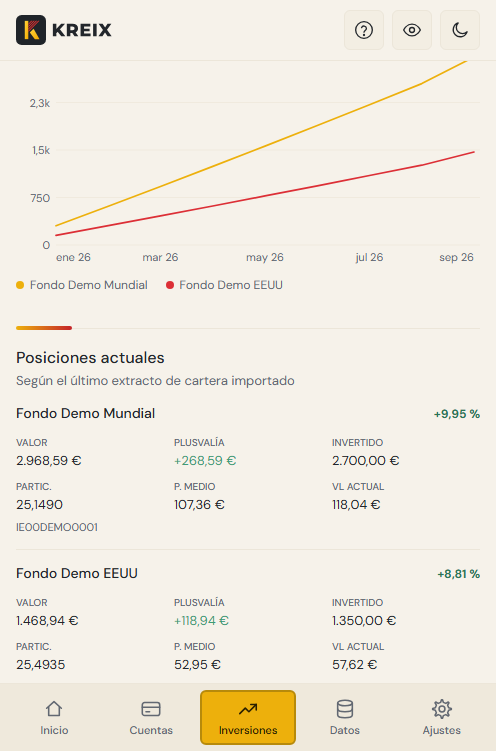 KREIX
2,3k
1,5k
750
0
ene 26 mar 26 may 26 jul 26 sep 26
Fondo Demo Mundial Fondo Demo EEUU
Posiciones actuales
Según el último extracto de cartera importado
Fondo Demo Mundial +9,95 %
VALOR PLUSVALÍA INVERTIDO
2.968,59 € +268,59 € 2.700,00 €
PARTIC. P. MEDIO VL ACTUAL
25,1490 107,36 € 118,04 €
IE00DEMO0001
Fondo Demo EEUU +8,81 %
VALOR PLUSVALÍA INVERTIDO
1.468,94 € +118,94 € 1.350,00 €
PARTIC. P. MEDIO VL ACTUAL
25,4935 52,95 € 57,62 €
Inicio Cuentas Inversiones Datos Ajustes